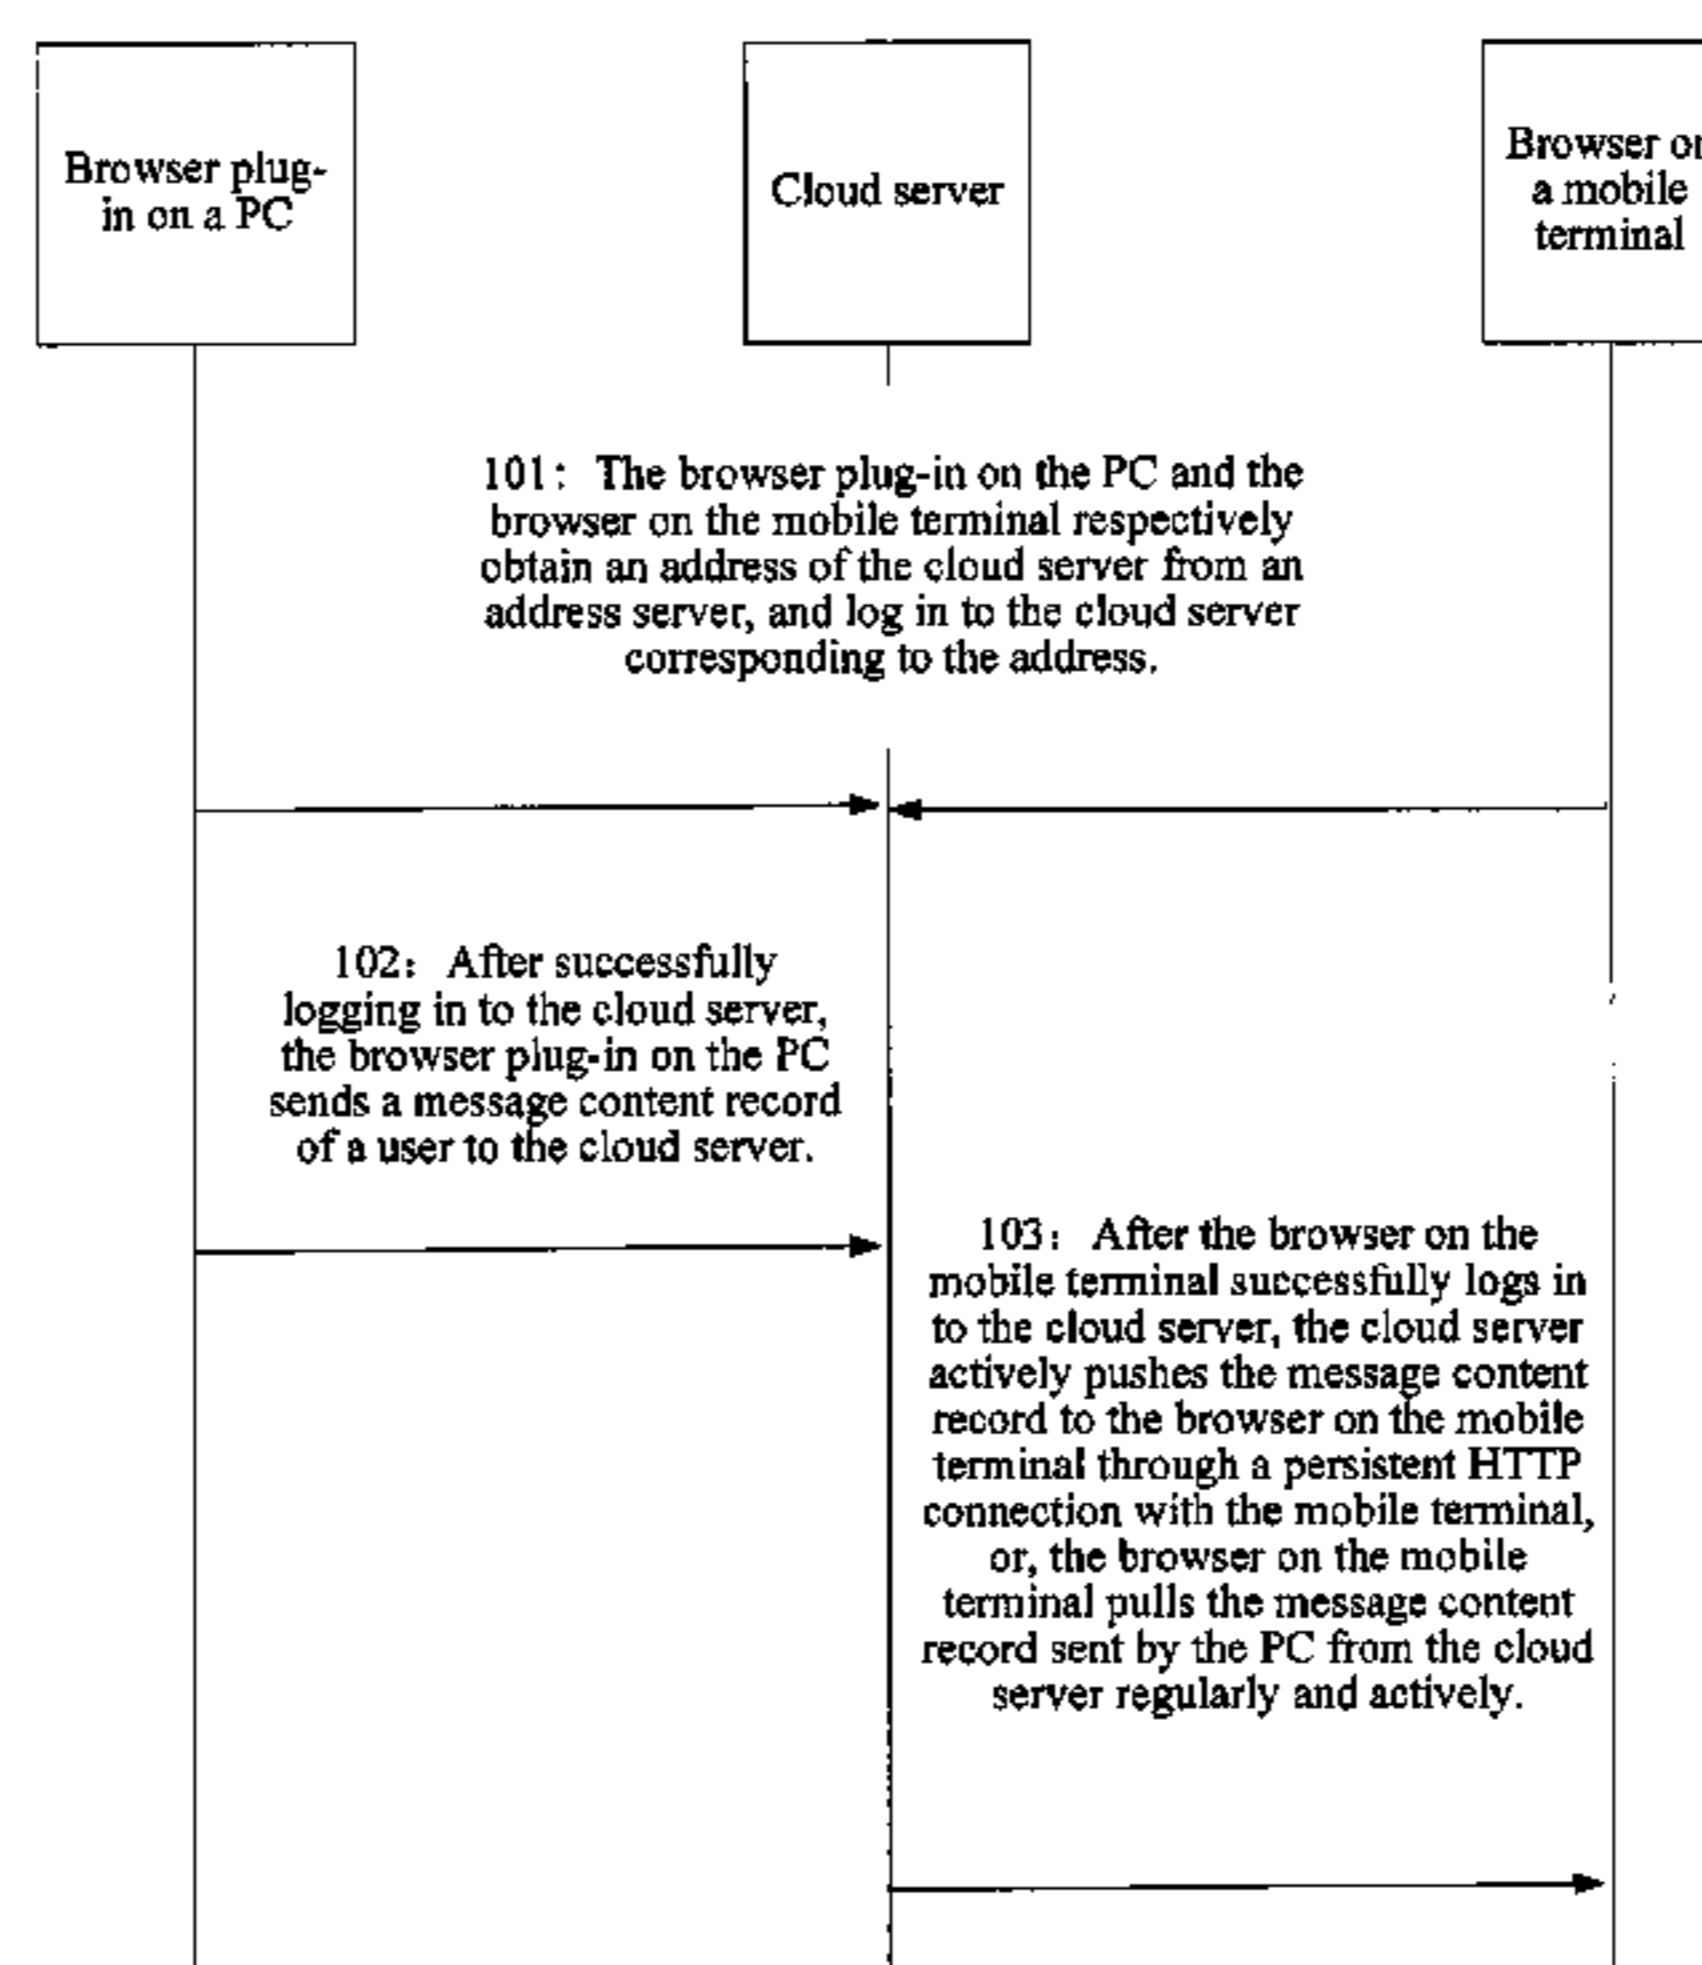 Browser plug-
in on a PC
Cloud server
Browser on
a mobile
terminal
101: The browser plug-in on the PC and the
browser on the mobile terminal respectively
obtain an address of the cloud server from an
address server, and log in to the cloud server
corresponding to the address.
102: After successfully
logging in to the cloud server,
the browser plug-in on the PC
sends a message content record
of a user to the cloud server.
103: After the browser on the
mobile terminal successfully logs in
to the cloud server, the cloud server
actively pushes the message content
record to the browser on the mobile
terminal through a persistent HTTP
connection with the mobile terminal,
or, the browser on the mobile
terminal pulls the message content
record sent by the PC from the cloud
server regularly and actively.